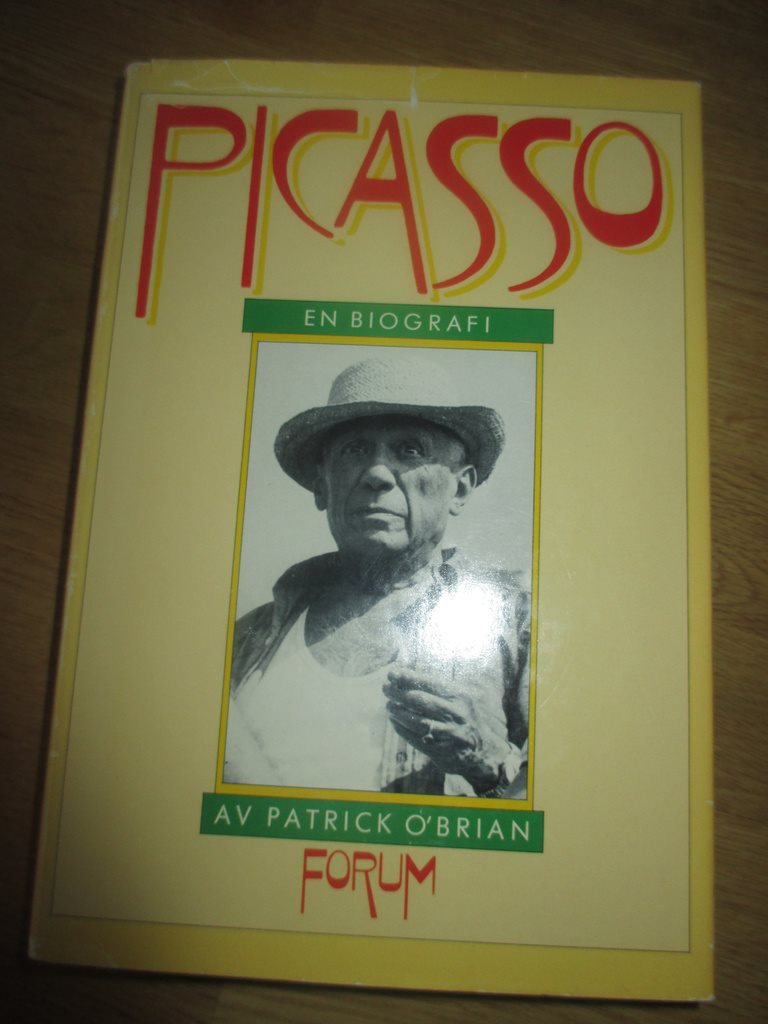 PICASSO
EN BIOGRAFI
AV PATRICK O'BRIAN
FORUM